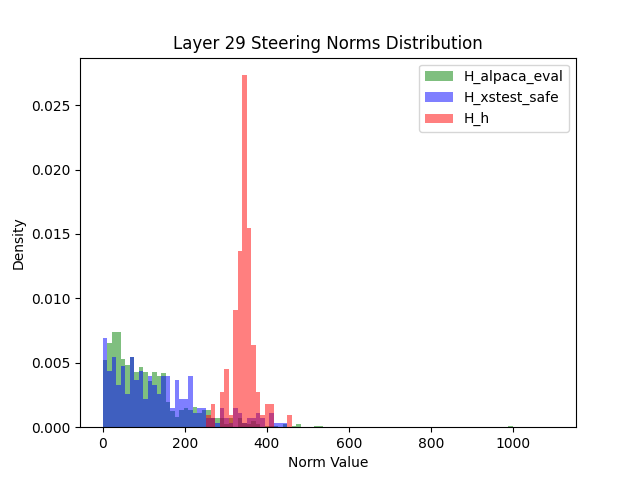 Layer 29 Steering Norms Distribution
H_alpaca_eval
H_xstest_safe
H_h
Density
0.025
0.020
0.015
0.010
0.005
0.000
0 200 400 600 800 1000
Norm Value